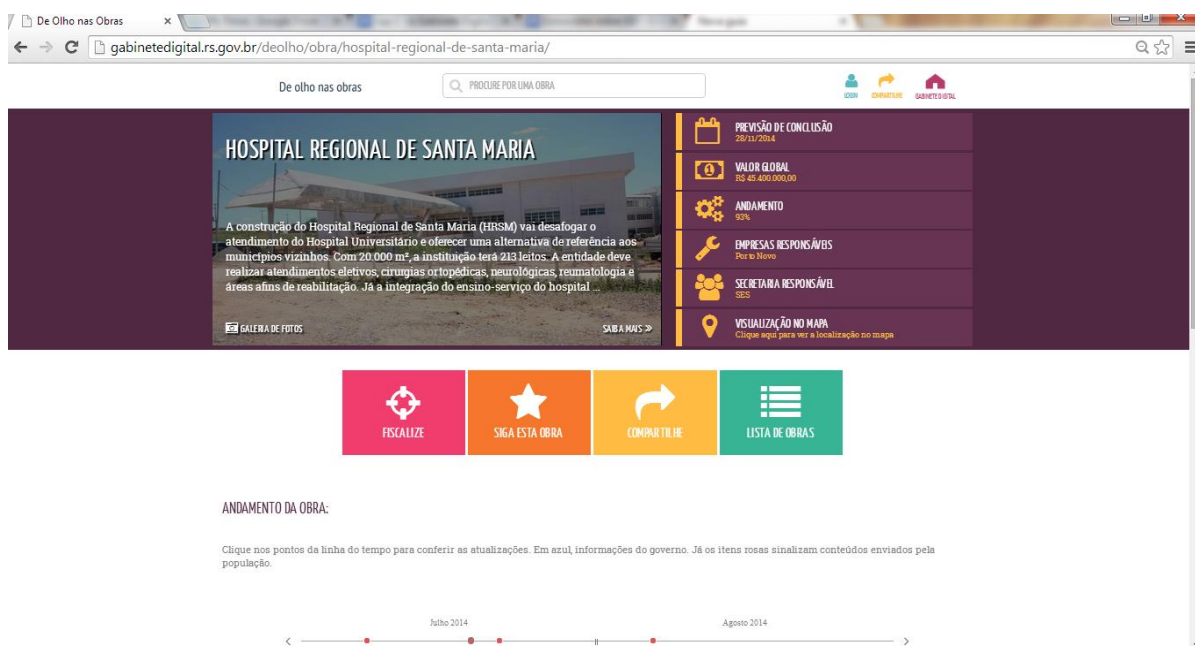 De Olho nas Obras
gabinetedigital.rs.gov.br/deolho/obra/hospital-regional-de-santa-maria/
De olho nas obras
PROCURE POR UMA OBRA
LOGIN
COMPARTILHE
GABINETE DIGITAL
HOSPITAL REGIONAL DE SANTA MARIA
A construção do Hospital Regional de Santa Maria (HRSM) vai desafogar o
atendimento do Hospital Universitário e oferecer uma alternativa de referência aos
municípios vizinhos. Com 20.000 m², a instituição terá 213 leitos. A entidade deve
realizar atendimentos eletivos, cirurgias ortopédicas, neurológicas, reumatologia e
áreas afins de reabilitação. Já a integração do ensino-serviço do hospital ...
GALERIA DE FOTOS
SAIBA MAIS »
PREVISÃO DE CONCLUSÃO
28/11/2014
VALOR GLOBAL
R$ 45.400.000,00
ANDAMENTO
93%
EMPRESAS RESPONSÁVEIS
Porto Novo
SECRETARIA RESPONSÁVEL
SES
VISUALIZAÇÃO NO MAPA
Clique aqui para ver a localização no mapa
FISCALIZE
SIGA ESTA OBRA
COMPARTILHE
LISTA DE OBRAS
ANDAMENTO DA OBRA:
Clique nos pontos da linha do tempo para conferir as atualizações. Em azul, informações do governo. Já os itens rosas sinalizam conteúdos enviados pela
população.
Julho 2014
Agosto 2014